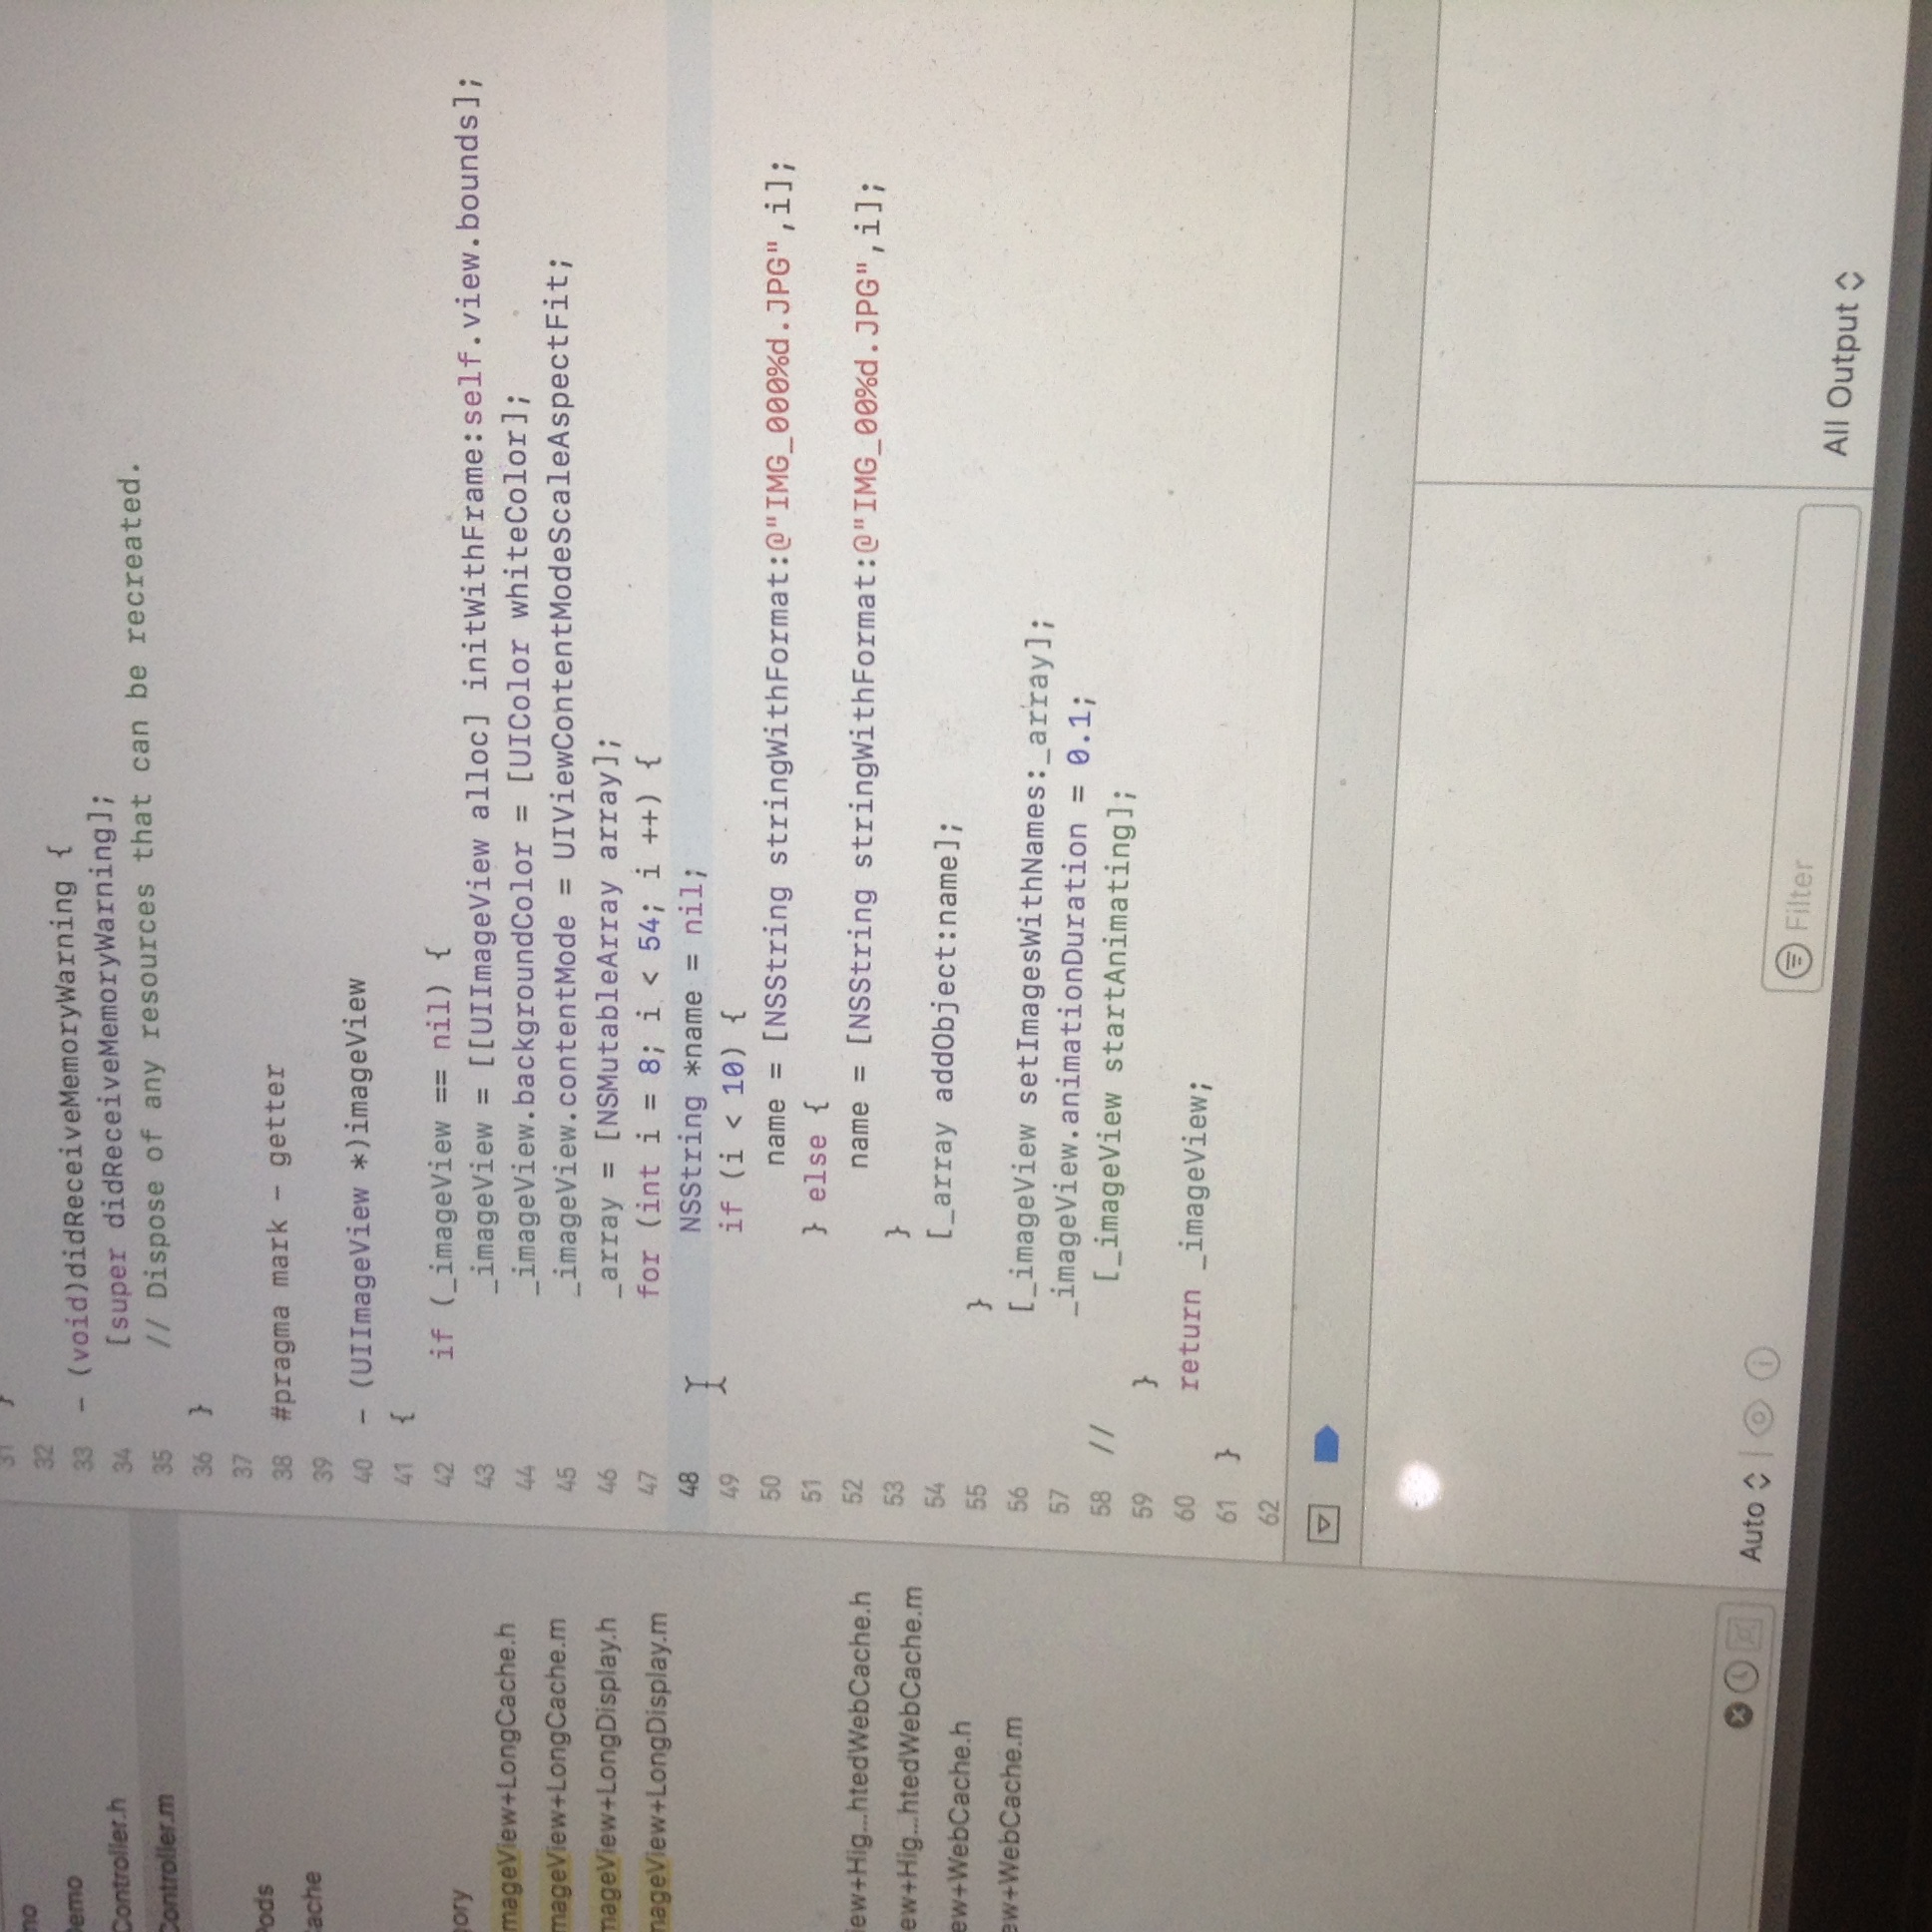 no
Demo
Controller.h
Controller.m
Pods
Cache
gory
mageView+LongCache.h
mageView+LongCache.m
mageView+LongDisplay.h
mageView+LongDisplay.m
iew+Hig...htedWebCache.h
ew+Hig...htedWebCache.m
ew+WebCache.h
ew+WebCache.m
31 }
32
33 - (void)didReceiveMemoryWarning {
34 [super didReceiveMemoryWarning];
35 // Dispose of any resources that can be recreated.
36 }
37
38 #pragma mark - getter
39
40 - (UIImageView *)imageView
41 {
42 if (_imageView == nil) {
43 _imageView = [[UIImageView alloc] initWithFrame:self.view.bounds];
44 _imageView.backgroundColor = [UIColor whiteColor];
45 _imageView.contentMode = UIViewContentModeScaleAspectFit;
46 _array = [NSMutableArray array];
47 for (int i = 8; i < 54; i ++) {
48 NSString *name = nil;
49 if (i < 10) {
50 name = [NSString stringWithFormat:@"IMG_000%d.JPG",i];
51 } else {
52 name = [NSString stringWithFormat:@"IMG_00%d.JPG",i];
53 }
54 [_array addObject:name];
55 }
56 [_imageView setImagesWithNames:_array];
57 _imageView.animationDuration = 0.1;
58 // [_imageView startAnimating];
59 }
60 return _imageView;
61 }
62
Auto
Filter
All Output